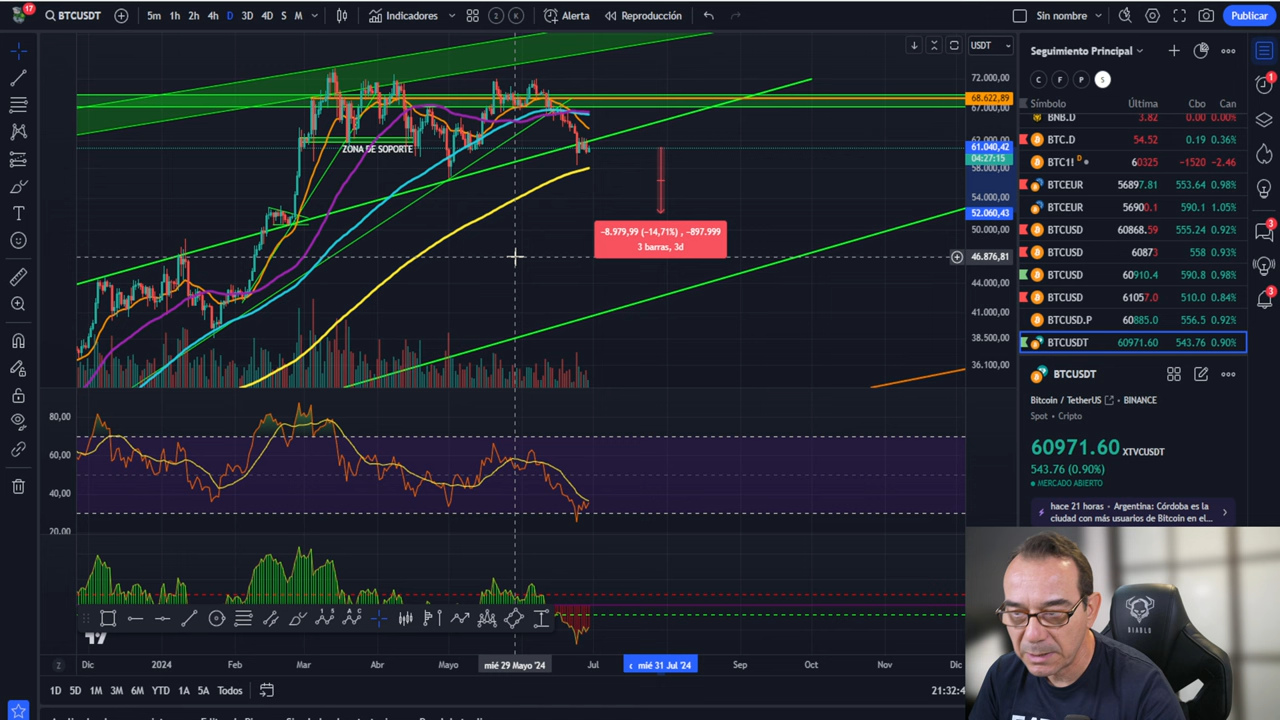 17
BTCUSDT
5m 1h 2h 4h D 3D 4D S M
Indicadores
2 K
Alerta
Reproducción
Sin nombre
Publicar
USDT
72.000,00
68.622,89
67.000,00
62.000,00
61.040,42
04:27:15
58.000,00
54.000,00
52.060,43
50.000,00
46.876,81
44.000,00
41.000,00
38.500,00
36.100,00
ZONA DE SOPORTE
−8.979,99 (−14,71%) , −897.999
3 barras, 3d
80,00
60,00
40,00
20,00
Z
Dic 2024 Feb Mar Abr Mayo mié 29 Mayo '24 Jul mié 31 Jul '24 Sep Oct Nov Dic
1D 5D 1M 3M 6M YTD 1A 5A Todos
21:32:4
Seguimiento Principal
C F P S
Símbolo Última Cbo Can
BNB.D 3.82 0.00 0.00%
BTC.D 54.52 0.19 0.36%
BTC1! D 60325 −1520 −2.46
BTCEUR 56897.81 553.64 0.98%
BTCEUR 56900.1 590.1 1.05%
BTCUSD 60868.59 555.24 0.92%
BTCUSD 60873 558 0.93%
BTCUSD 60910.4 590.8 0.98%
BTCUSD 61057.0 510.0 0.84%
BTCUSD.P 60885.0 556.5 0.92%
BTCUSDT 60971.60 543.76 0.90%
BTCUSDT
Bitcoin / TetherUS • BINANCE
Spot • Cripto
60971.60 XTVCUSDT
543.76 (0.90%)
MERCADO ABIERTO
hace 21 horas • Argentina: Córdoba es la
ciudad con más usuarios de Bitcoin en el...
1
3
3
DIABLO